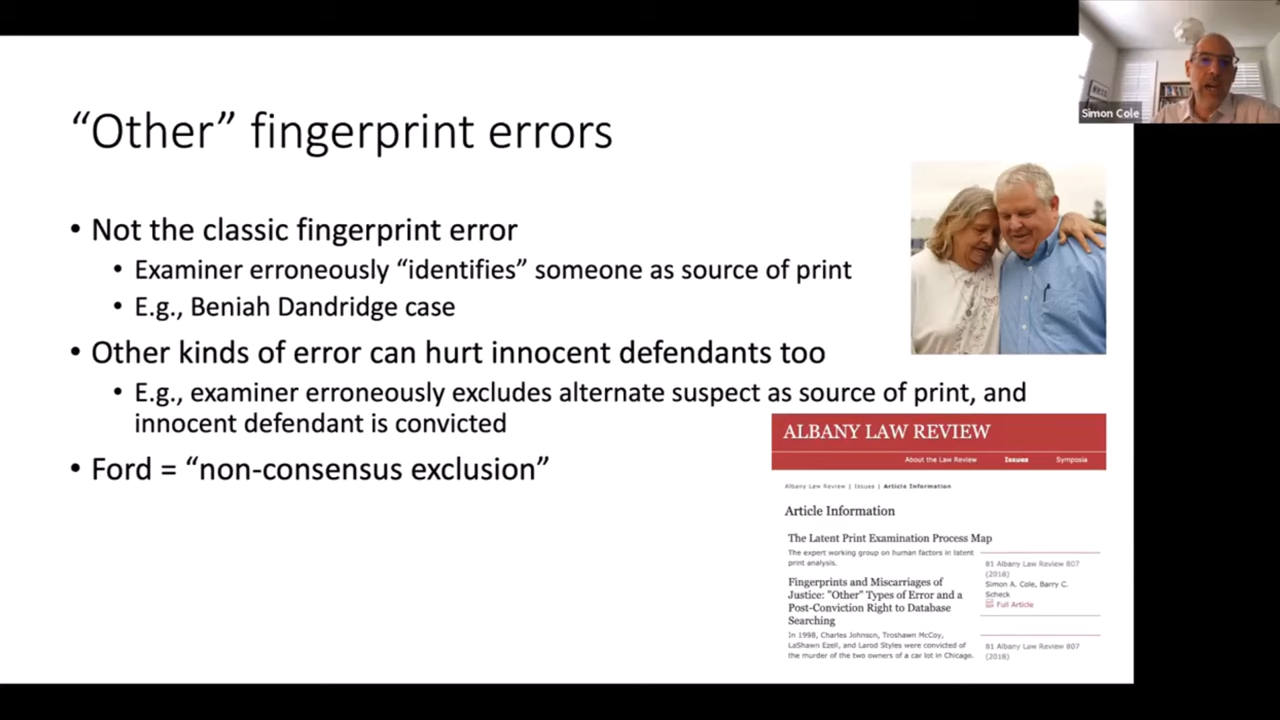 Simon Cole
“Other” fingerprint errors
• Not the classic fingerprint error
• Examiner erroneously “identifies” someone as source of print
• E.g., Beniah Dandridge case
• Other kinds of error can hurt innocent defendants too
• E.g., examiner erroneously excludes alternate suspect as source of print, and
innocent defendant is convicted
• Ford = “non-consensus exclusion”
ALBANY LAW REVIEW
About the Law Review Issues Symposia
Albany Law Review | Issues | Article Information
Article Information
The Latent Print Examination Process Map
The expert working group on human factors in latent
print analysis.
81 Albany Law Review 807
(2018)
Simon A. Cole, Barry C.
Scheck
Full Article
Fingerprints and Miscarriages of
Justice: "Other" Types of Error and a
Post-Conviction Right to Database
Searching
In 1998, Charles Johnson, Troshawn McCoy,
LaShawn Ezell, and Larod Styles were convicted of
the murder of the two owners of a car lot in Chicago.
81 Albany Law Review 807
(2018)